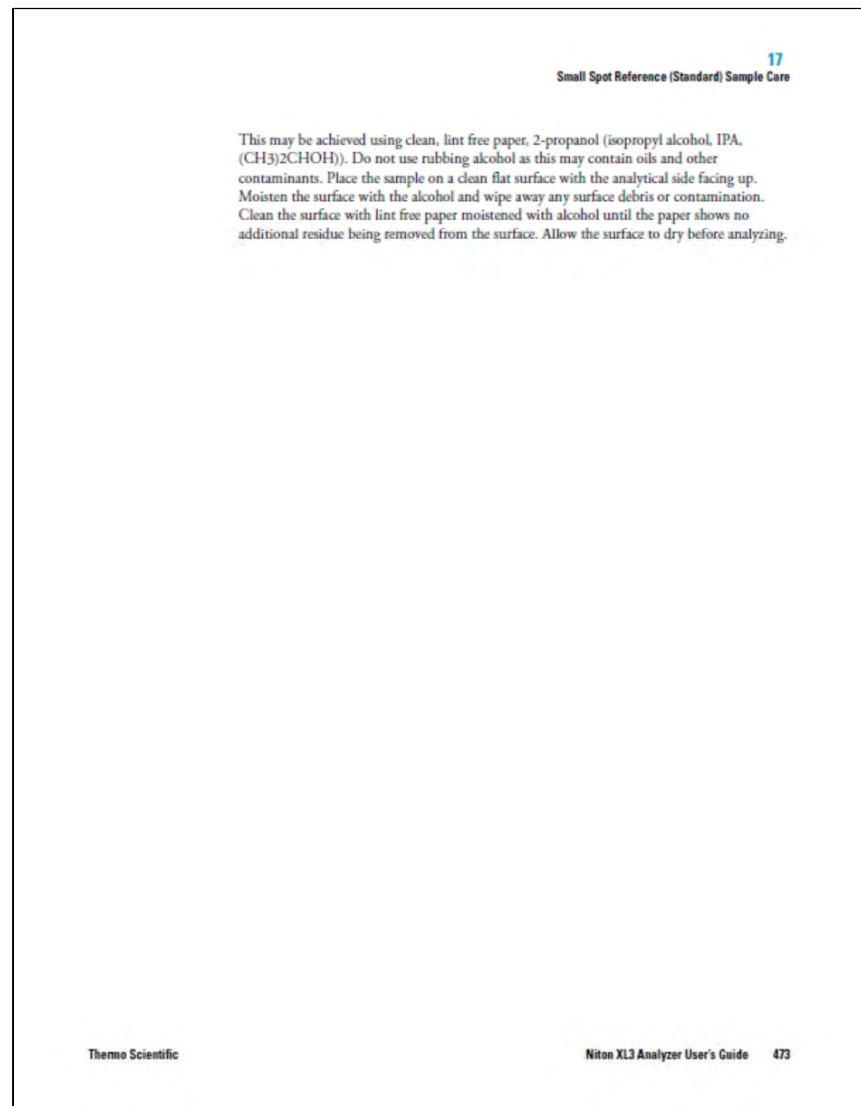 17
Small Spot Reference (Standard) Sample Care
This may be achieved using clean, lint free paper, 2-propanol (isopropyl alcohol, IPA,
(CH3)2CHOH)). Do not use rubbing alcohol as this may contain oils and other
contaminants. Place the sample on a clean flat surface with the analytical side facing up.
Moisten the surface with the alcohol and wipe away any surface debris or contamination.
Clean the surface with lint free paper moistened with alcohol until the paper shows no
additional residue being removed from the surface. Allow the surface to dry before analyzing.
Thermo Scientific Niton XL3 Analyzer User's Guide 473